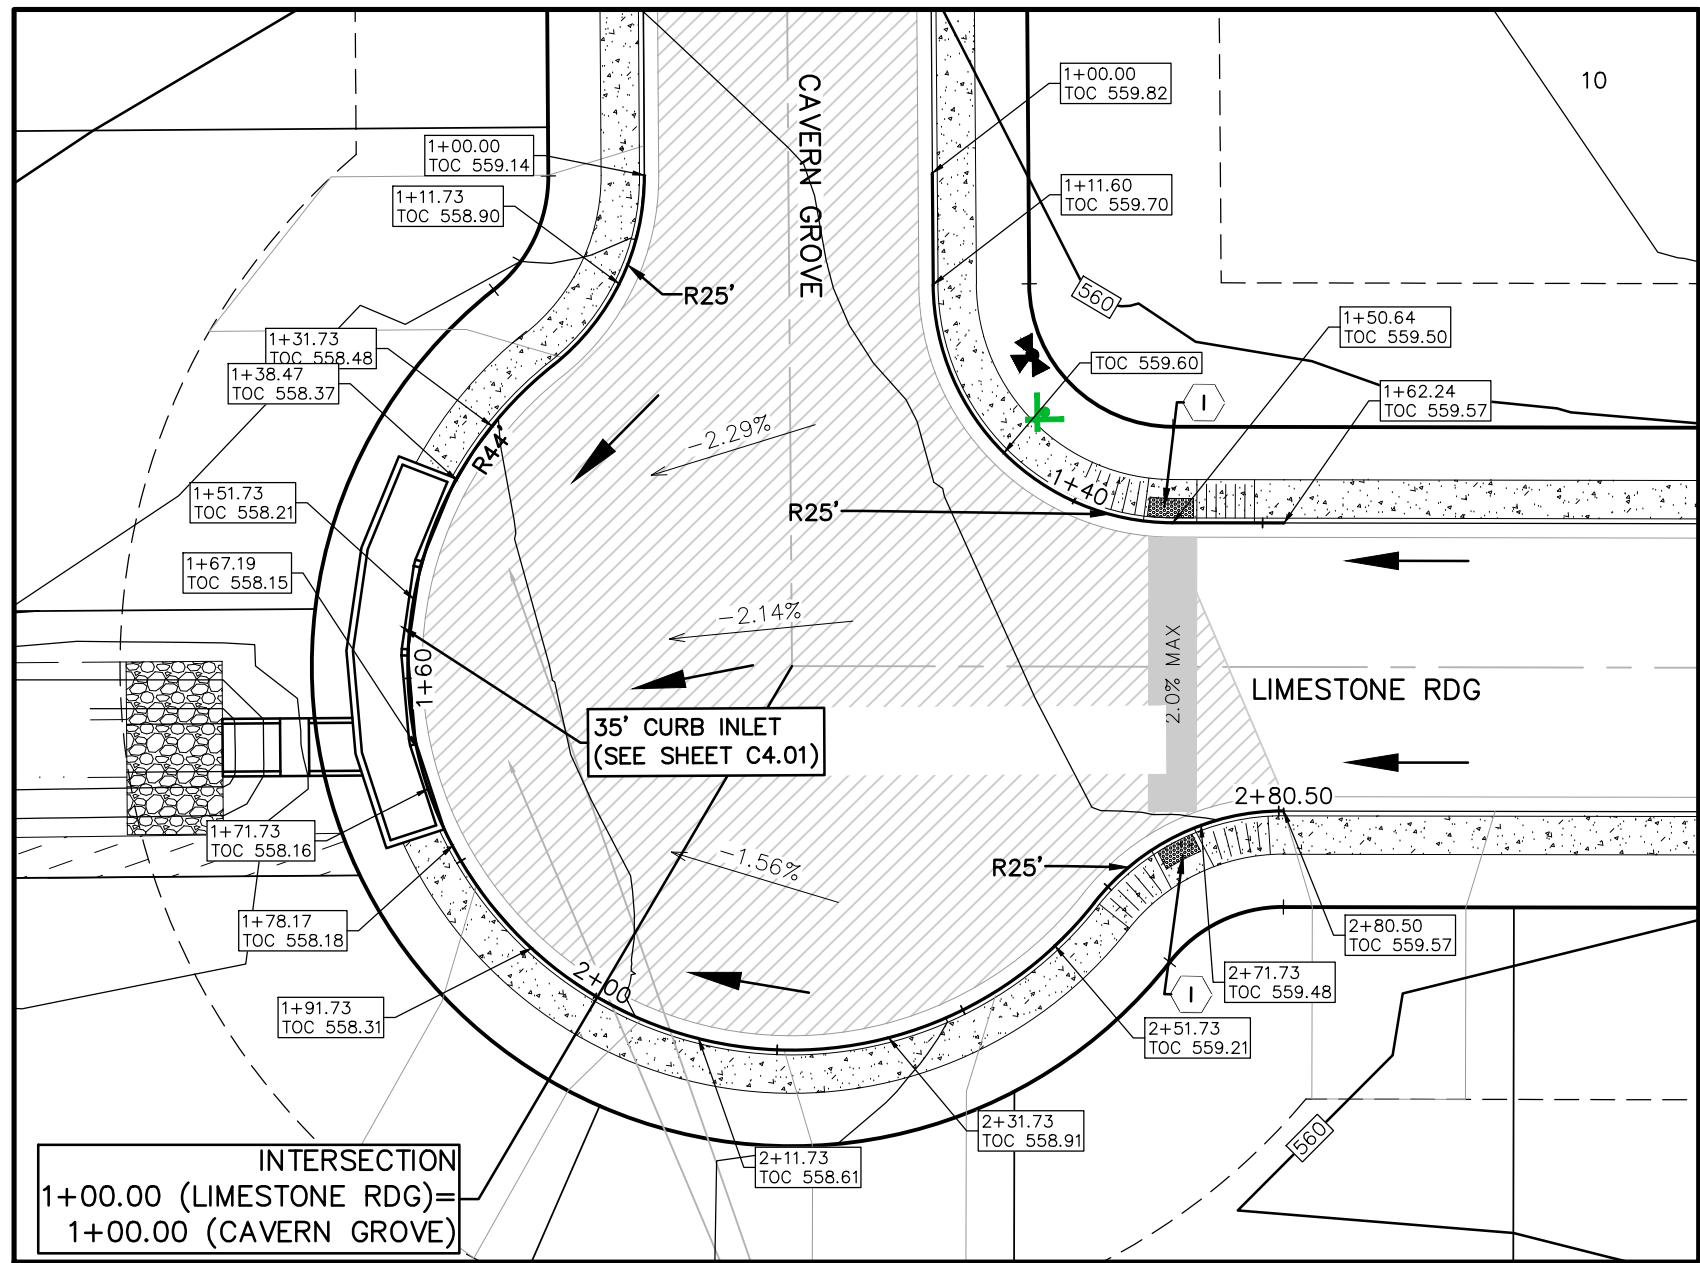 10
1+00.00
TOC 559.82
CAVERN GROVE
1+00.00
TOC 559.14
1+11.73
TOC 558.90
1+11.60
TOC 559.70
R25'
560
1+50.64
TOC 559.50
1+31.73
TOC 558.48
TOC 559.60
1+38.47
TOC 558.37
1
1+62.24
TOC 559.57
R44'
-2.29%
1+40
R25'
1+51.73
TOC 558.21
1+67.19
TOC 558.15
-2.14%
2.0% MAX
1+60
LIMESTONE RDG
35' CURB INLET
(SEE SHEET C4.01)
2+80.50
1+71.73
TOC 558.16
-1.56%
R25'
1+78.17
TOC 558.18
2+80.50
TOC 559.57
2+71.73
TOC 559.48
1
2+00
1+91.73
TOC 558.31
2+51.73
TOC 559.21
2+31.73
TOC 558.91
560
2+11.73
TOC 558.61
INTERSECTION
1+00.00 (LIMESTONE RDG)=
1+00.00 (CAVERN GROVE)